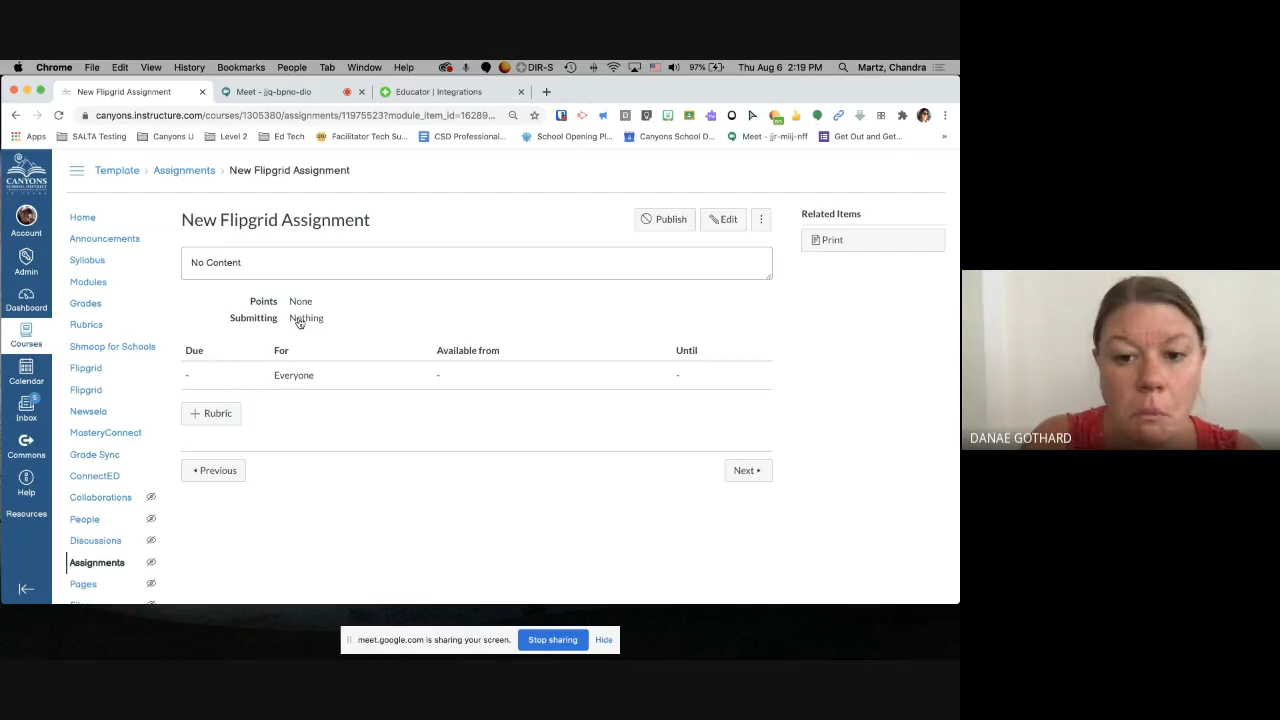 Chrome File Edit View History Bookmarks People Tab Window Help DIR-S 97% Thu Aug 6 2:19 PM Martz, Chandra
New Flipgrid Assignment Meet - jjq-bpno-dio Educator | Integrations
canyons.instructure.com/courses/1305380/assignments/11975523?module_item_id=16289...
Apps SALTA Testing Canyons U Level 2 Ed Tech Facilitator Tech Su... CSD Professional... School Opening Pl... Canyons School D... Meet - jjr-miij-nff Get Out and Get... »
CANYONS
SCHOOL DISTRICT
Template › Assignments › New Flipgrid Assignment
Account
Admin
Dashboard
Courses
Calendar
5
Inbox
Commons
Help
Resources
Home
Announcements
Syllabus
Modules
Grades
Rubrics
Shmoop for Schools
Flipgrid
Flipgrid
Newsela
MasteryConnect
Grade Sync
ConnectED
Collaborations
People
Discussions
Assignments
Pages
New Flipgrid Assignment
Publish Edit
No Content
Points None
Submitting Nothing
Due For Available from Until
- Everyone - -
+ Rubric
Previous Next
Related Items
Print
DANAE GOTHARD
meet.google.com is sharing your screen. Stop sharing Hide